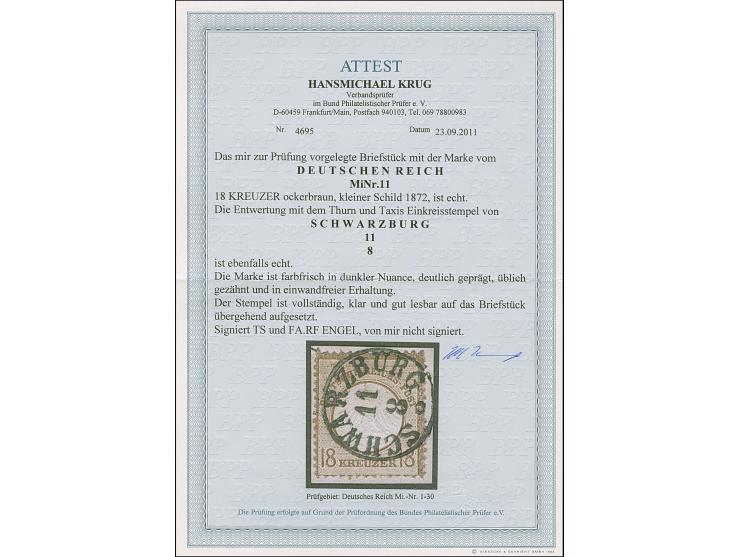 ATTEST
HANSMICHAEL KRUG
Verbandsprüfer
im Bund Philatelistischer Prüfer e. V.
D-60459 Frankfurt/Main, Postfach 940103, Tel. 069 78800983
Nr. 4695 Datum 23.09.2011
Das mir zur Prüfung vorgelegte Briefstück mit der Marke vom
DEUTSCHEN REICH
MiNr.11
18 KREUZER ockerbraun, kleiner Schild 1872, ist echt.
Die Entwertung mit dem Thurn und Taxis Einkreisstempel von
SCHWARZBURG
11
8
ist ebenfalls echt.
Die Marke ist farbfrisch in dunkler Nuance, deutlich geprägt, üblich
gezähnt und in einwandfreier Erhaltung.
Der Stempel ist vollständig, klar und gut lesbar auf das Briefstück
übergehend aufgesetzt.
Signiert TS und FA.RF ENGEL, von mir nicht signiert.
SCHWARZBURG
11
8
18 KREUZER 18
Prüfgebiet: Deutsches Reich Mi.-Nr. 1-30
Die Prüfung erfolgte auf Grund der Prüfordnung des Bundes Philatelistischer Prüfer e.V.